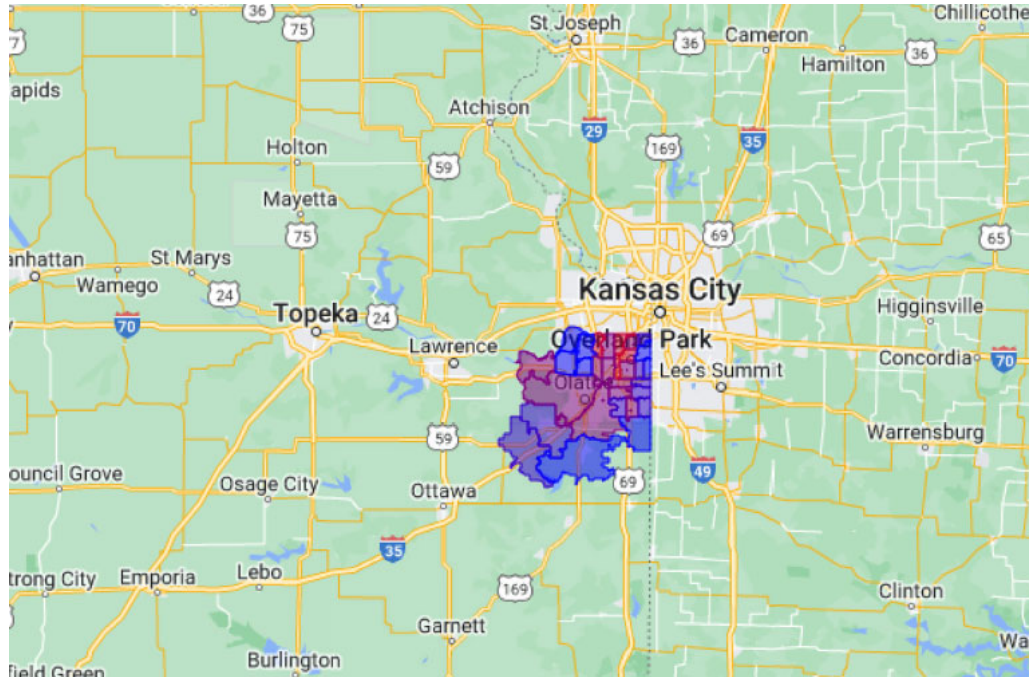 36
75
St Joseph
36
Cameron
Chillicothe
36
Hamilton
7
apids
Atchison
29
35
Holton
59
169
Mayetta
75
69
65
anhattan
St Marys
Wamego
24
Kansas City
Higginsville
70
Topeka
24
Lawrence
Overland Park
Concordia
70
Lee's Summit
Olathe
59
Warrensburg
49
ouncil Grove
Osage City
Ottawa
69
35
trong City
Emporia
Lebo
169
Clinton
Garnett
Wa
field Green
Burlington